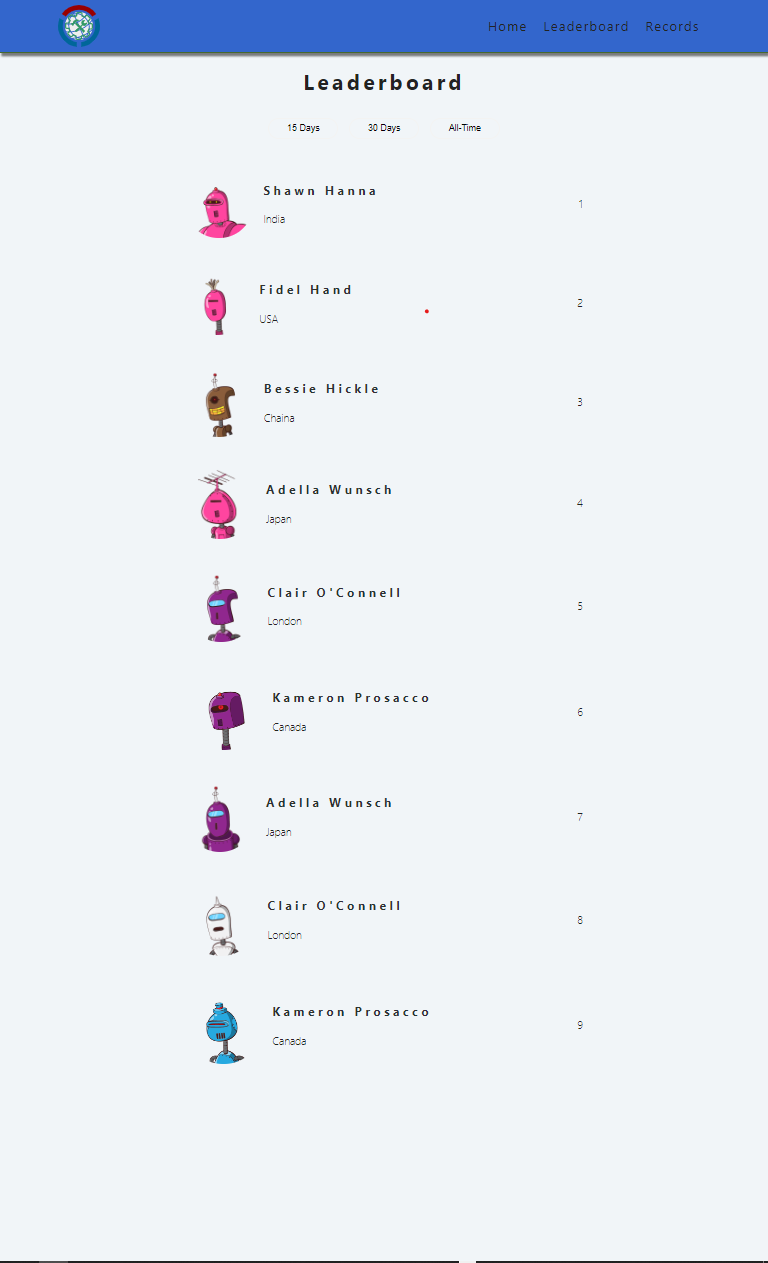 Home Leaderboard Records
Leaderboard
15 Days 30 Days All-Time
Shawn Hanna
India
1
Fidel Hand
USA
2
Bessie Hickle
Chaina
3
Adella Wunsch
Japan
4
Clair O'Connell
London
5
Kameron Prosacco
Canada
6
Adella Wunsch
Japan
7
Clair O'Connell
London
8
Kameron Prosacco
Canada
9